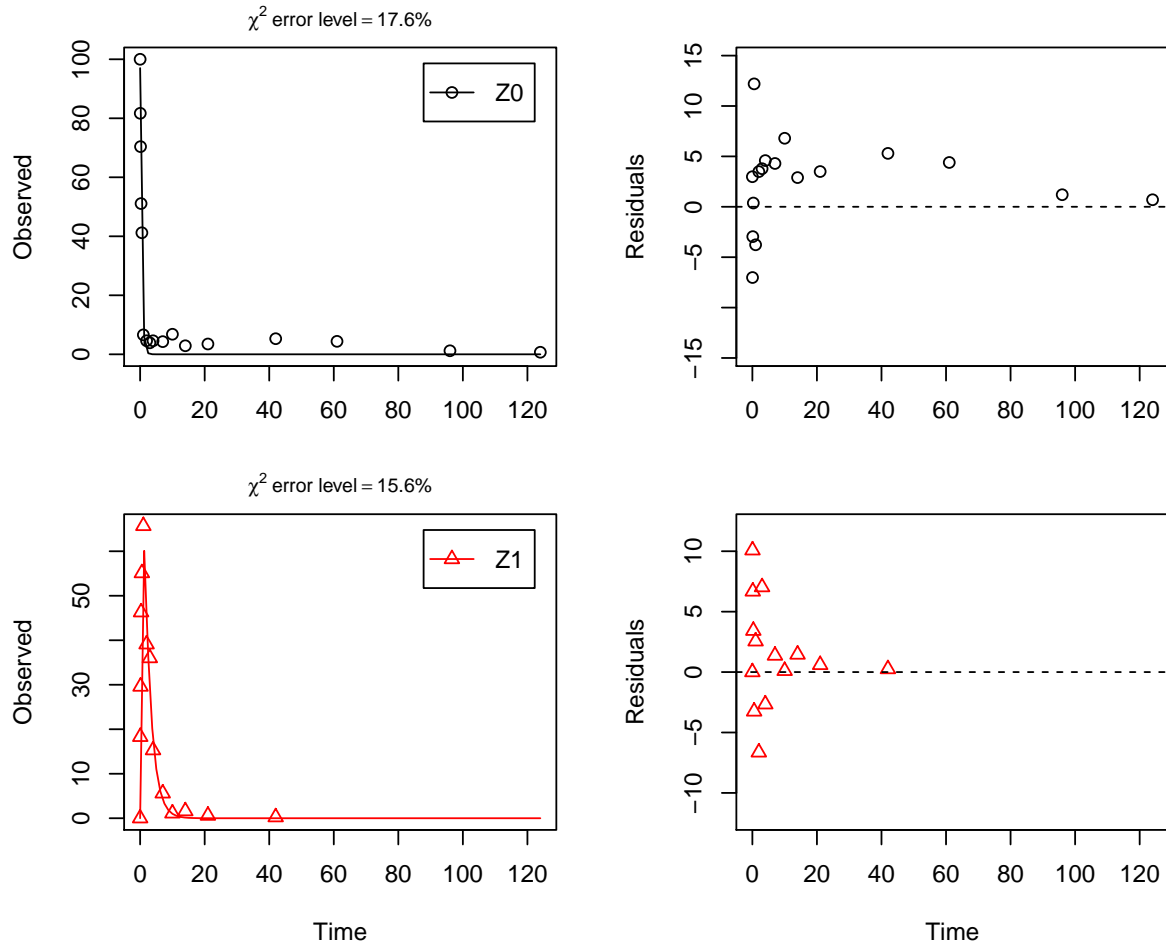 χ² error level = 17.6%
Observed
0 20 40 60 80 100
Z0
0 20 40 60 80 100 120
Residuals
−15 −5 0 5 10 15
0 20 40 60 80 100 120
χ² error level = 15.6%
Observed
0 10 30 50
Z1
0 20 40 60 80 100 120
Time
Residuals
−10 −5 0 5 10
0 20 40 60 80 100 120
Time